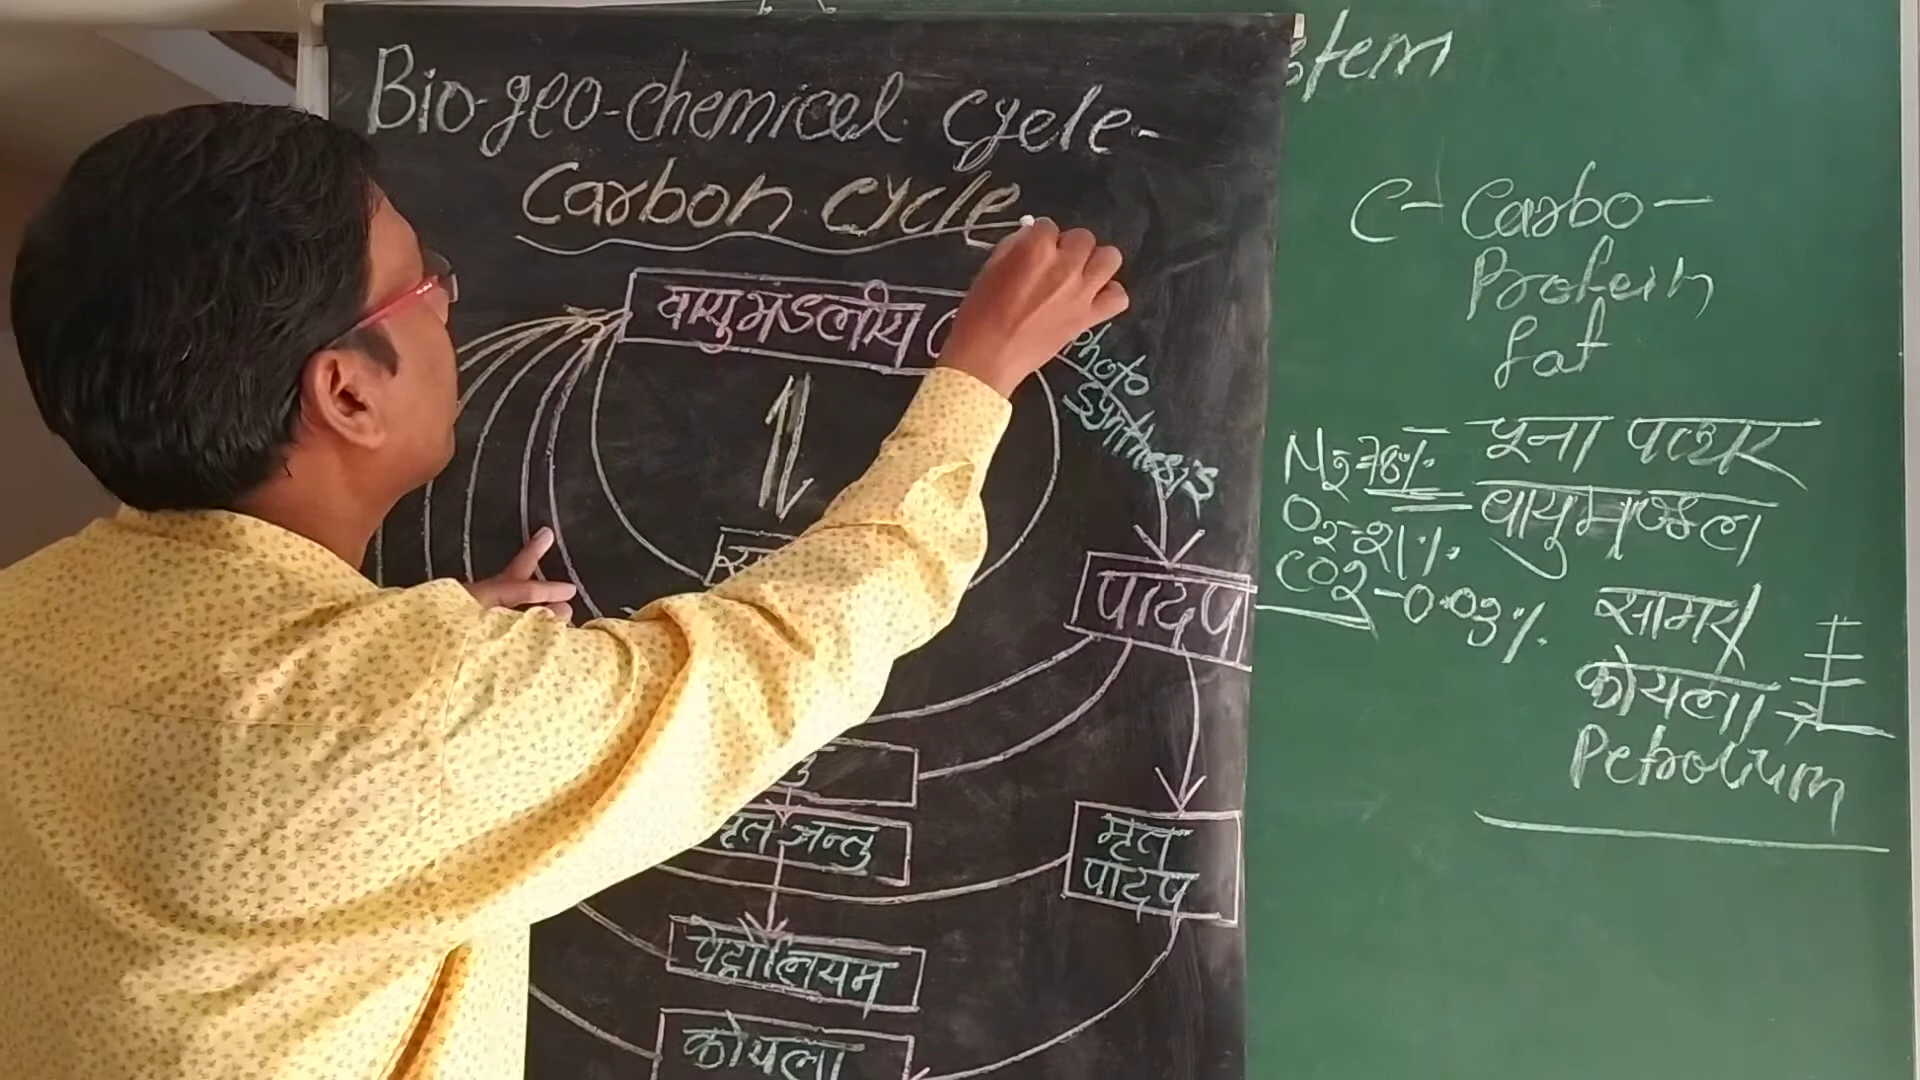 Bio-geo-chemical cycle-
Carbon cycle
वायुमंडलीय
Photo
Synthesis
पादप
मृत जन्तु
मृत
पादप
पेट्रोलियम
कोयला
stem
C- Carbo-
Protein
fat
चूना पत्थर
N2=78%.
वायुमण्डल
O2=21%.
CO2-0.03%.
सागर
कोयला
Petrolium